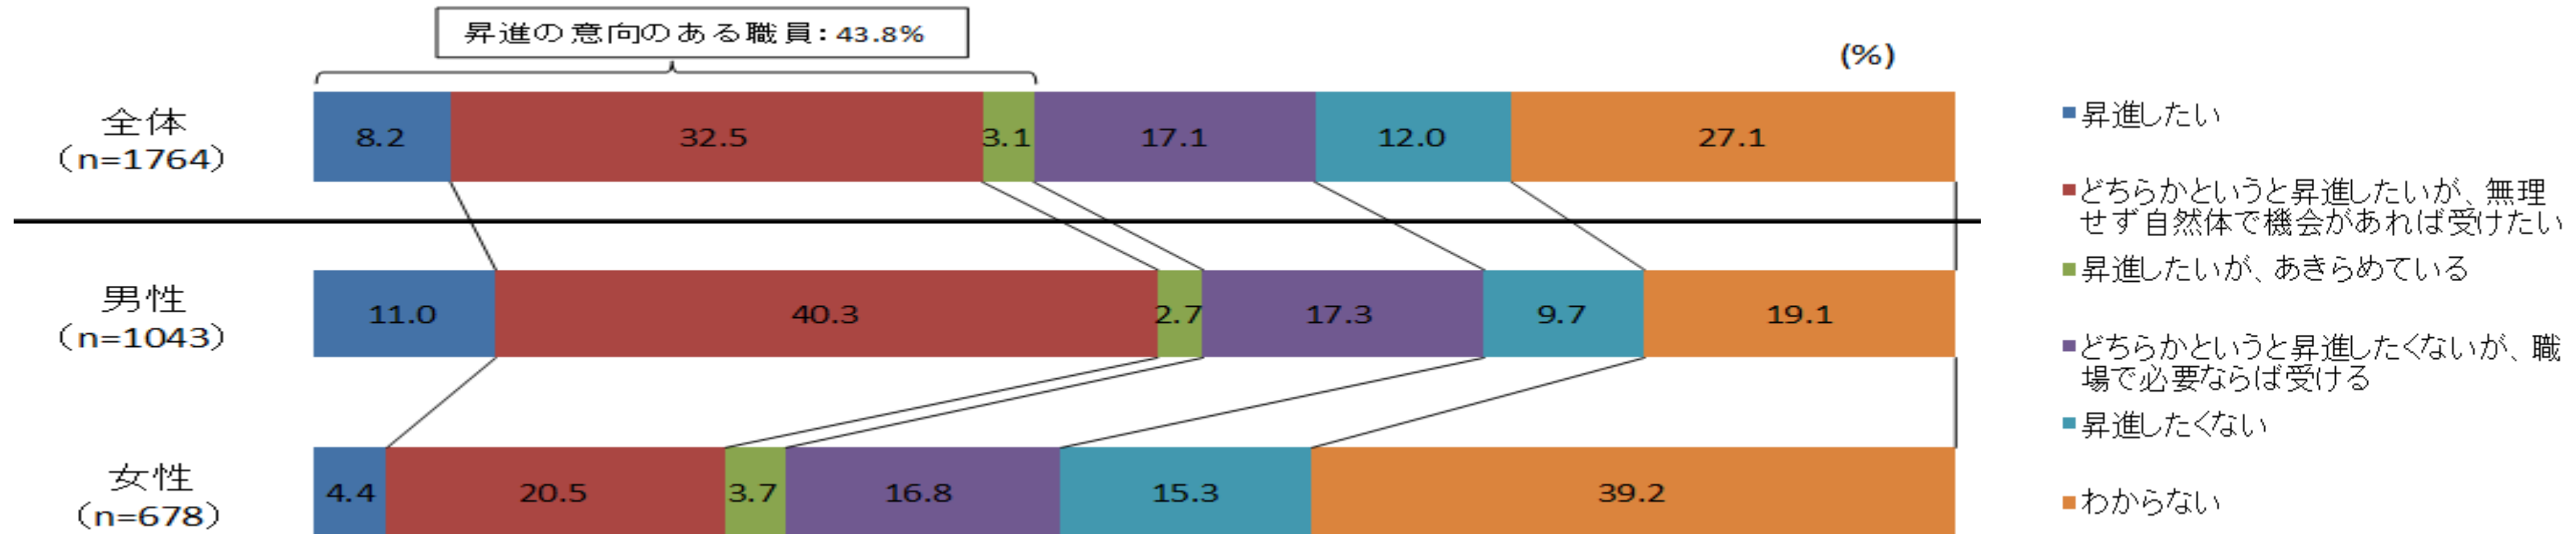 昇進の意向のある職員：43.8%
(%)
全体
（n=1764）
8.2 32.5 3.1 17.1 12.0 27.1
男性
（n=1043）
11.0 40.3 2.7 17.3 9.7 19.1
女性
（n=678）
4.4 20.5 3.7 16.8 15.3 39.2
昇進したい
どちらかというと昇進したいが、無理
せず自然体で機会があれば受けたい
昇進したいが、あきらめている
どちらかというと昇進したくないが、職
場で必要ならば受ける
昇進したくない
わからない